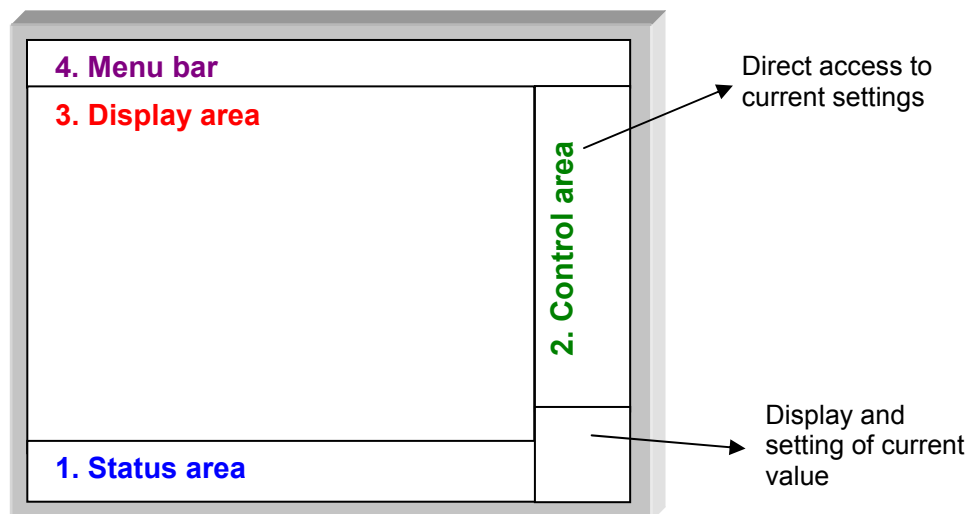 4. Menu bar
3. Display area
2. Control area
1. Status area
Direct access to
current settings
Display and
setting of current
value